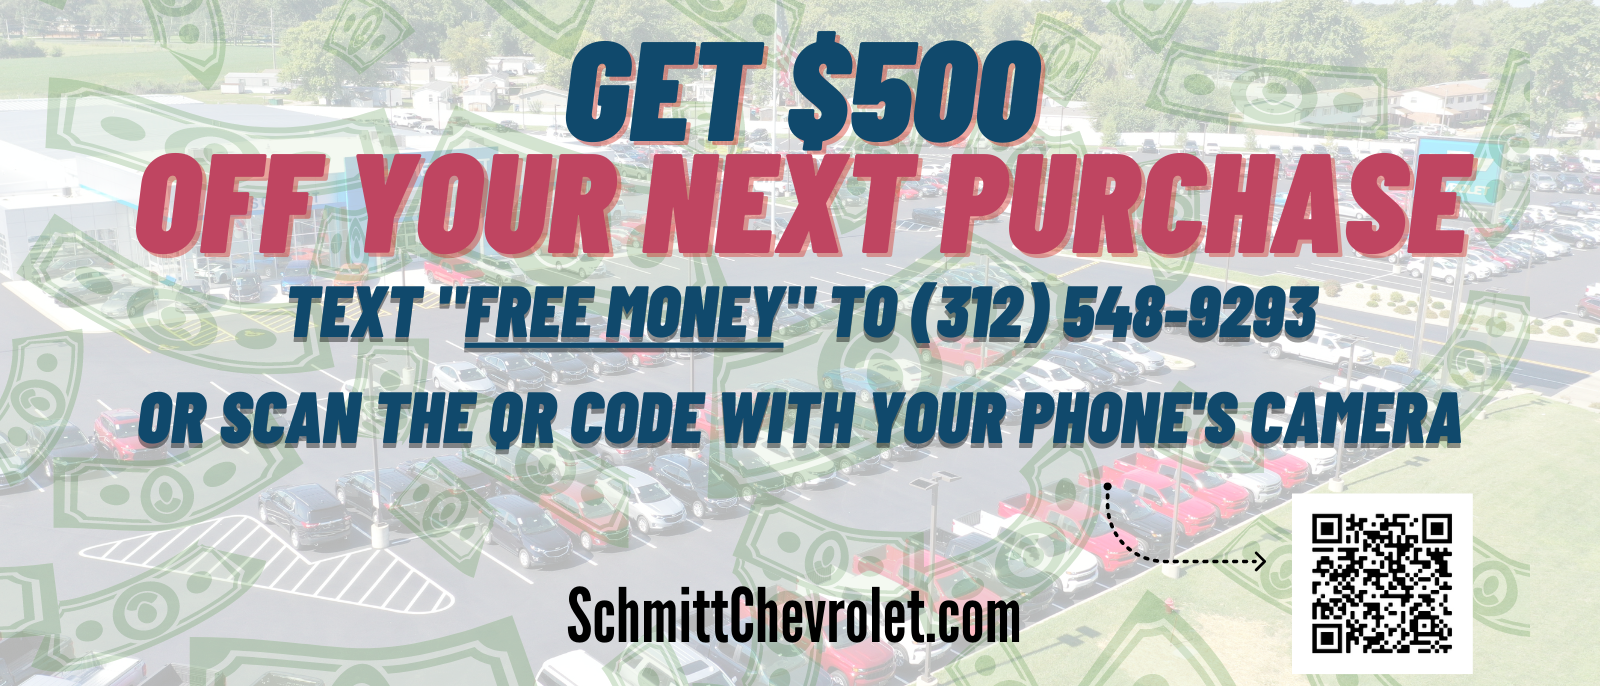 GET $500
OFF YOUR NEXT PURCHASE
TEXT "FREE MONEY" TO (312) 548-9293
OR SCAN THE QR CODE WITH YOUR PHONE'S CAMERA
SchmittChevrolet.com